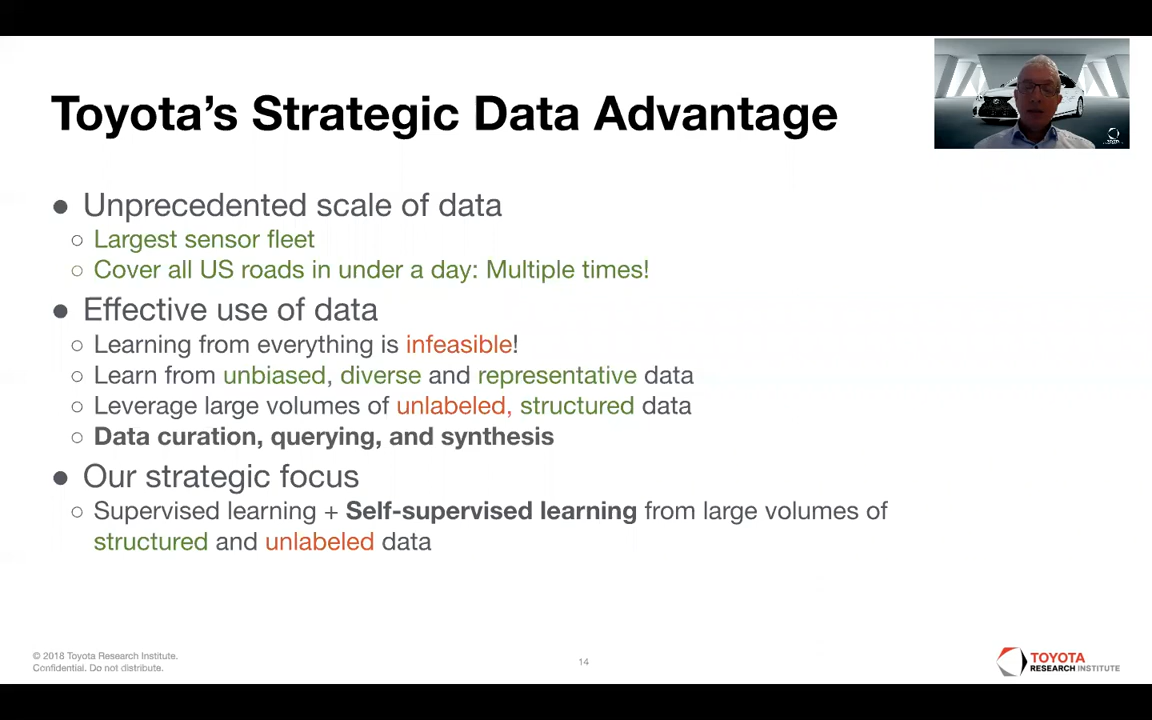 Toyota's Strategic Data Advantage
● Unprecedented scale of data
○ Largest sensor fleet
○ Cover all US roads in under a day: Multiple times!
● Effective use of data
○ Learning from everything is infeasible!
○ Learn from unbiased, diverse and representative data
○ Leverage large volumes of unlabeled, structured data
○ Data curation, querying, and synthesis
● Our strategic focus
○ Supervised learning + Self-supervised learning from large volumes of
structured and unlabeled data
© 2018 Toyota Research Institute.
Confidential. Do not distribute.
14
TOYOTA
RESEARCH INSTITUTE